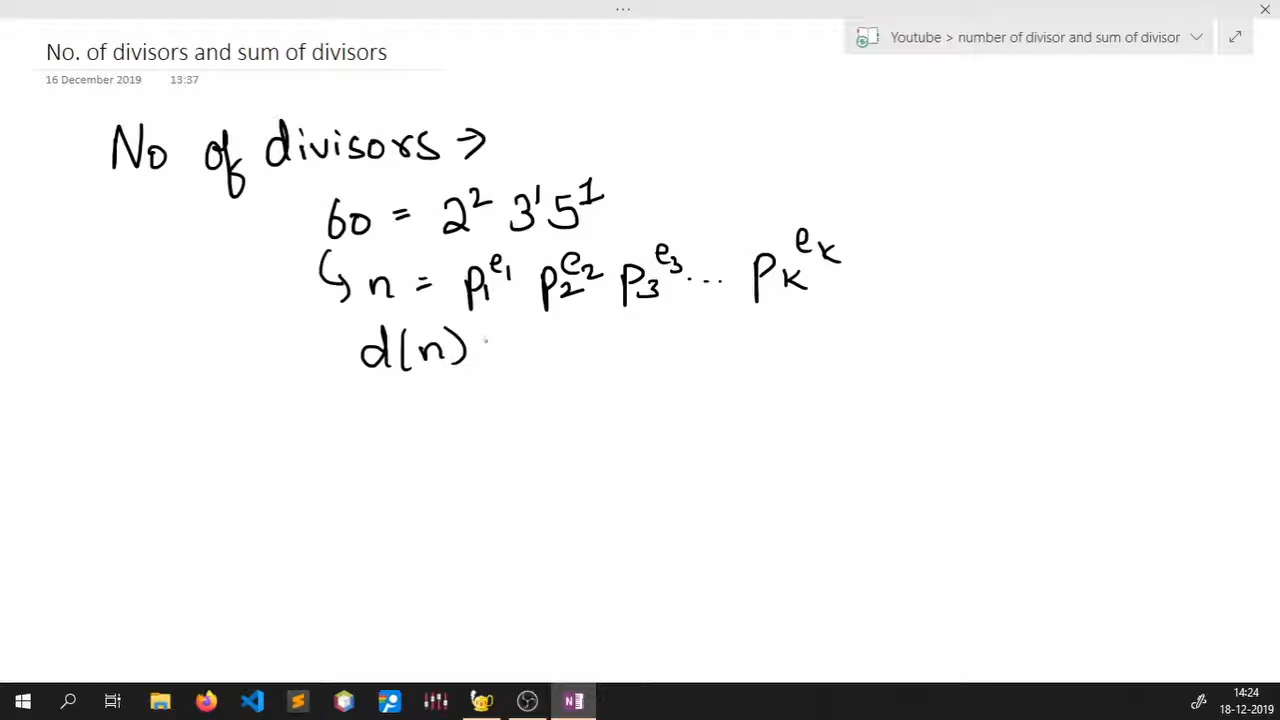 ...
Youtube > number of divisor and sum of divisor
No. of divisors and sum of divisors
16 December 2019 13:37
No of divisors →
60 = 2² 3¹ 5¹
↳ n = p₁^e₁ p₂^e₂ p₃^e₃ ... pₖ^eₖ
d(n)
14:24
18-12-2019